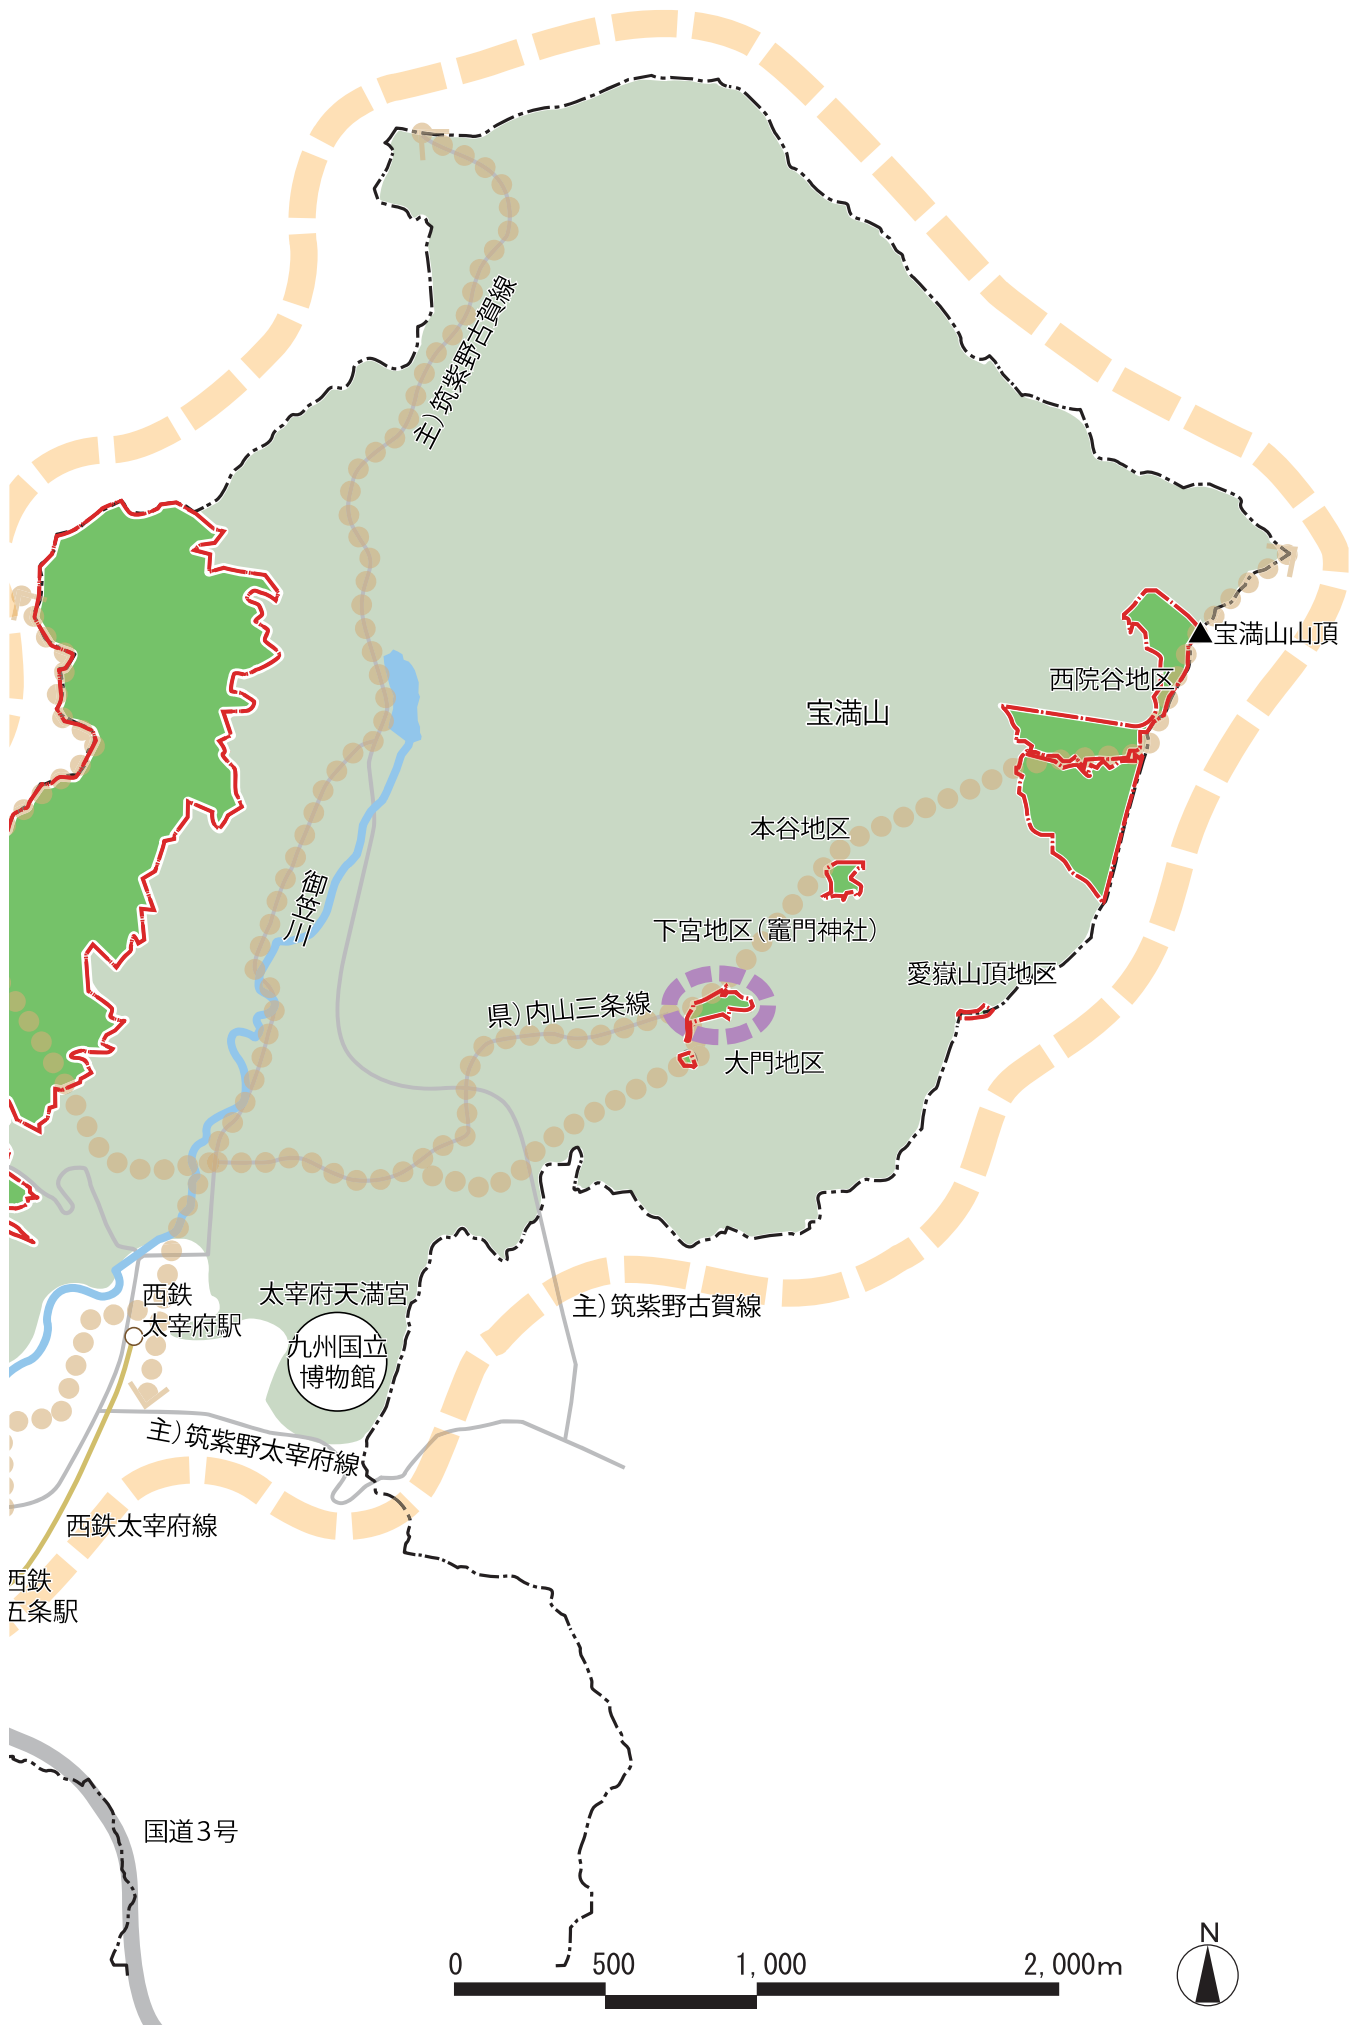 主）筑紫野古賀線
宝満山山頂
西院谷地区
宝満山
本谷地区
御笠川
下宮地区（竈門神社）
愛嶽山頂地区
県）内山三条線
大門地区
西鉄
太宰府駅
太宰府天満宮
九州国立
博物館
主）筑紫野古賀線
主）筑紫野太宰府線
西鉄太宰府線
西鉄
五条駅
国道3号
N
0 500 1,000 2,000m